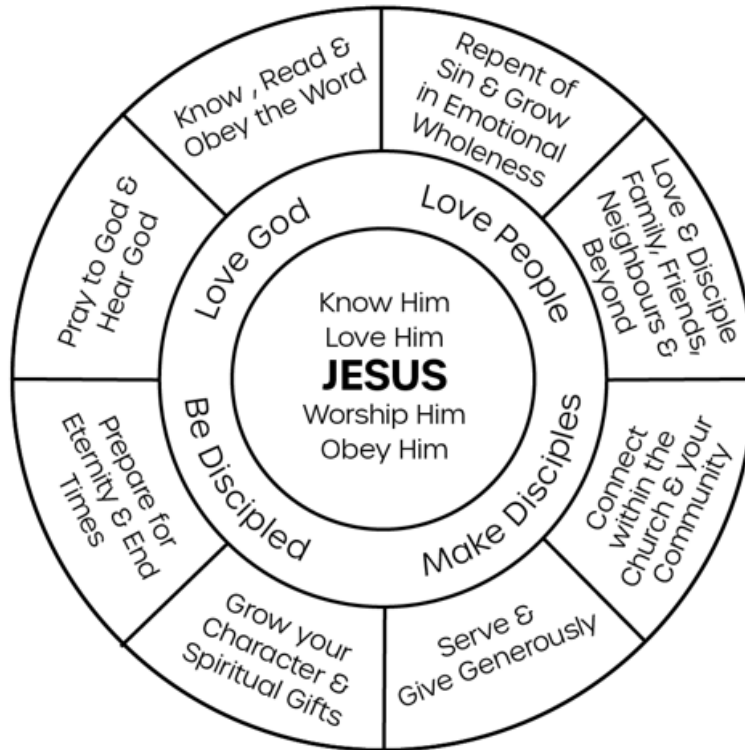 Know , Read &
Obey the Word
Repent of
Sin & Grow
in Emotional
Wholeness
Love & Disciple
Family, Friends,
Neighbours &
Beyond
Connect
within the
Church & your
Community
Serve &
Give Generously
Grow your
Character &
Spiritual Gifts
Prepare for
Eternity & End
Times
Pray to God &
Hear God
Love God
Love People
Make Disciples
Be Discipled
Know Him
Love Him
JESUS
Worship Him
Obey Him